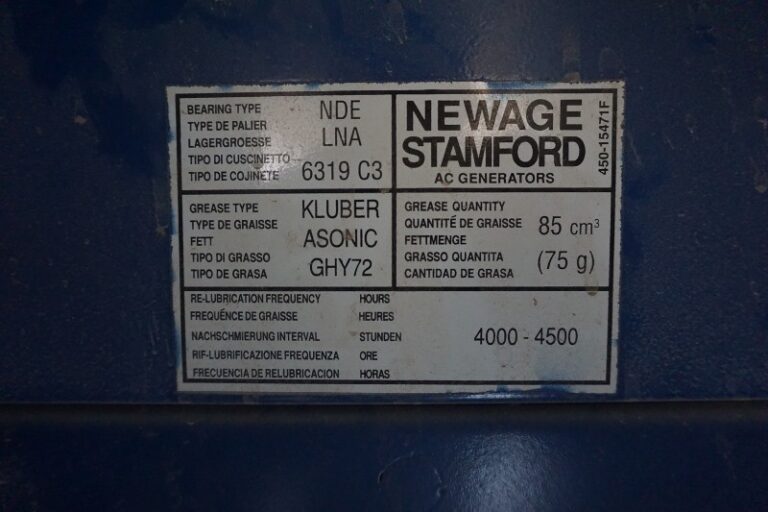 BEARING TYPE
TYPE DE PALIER
LAGERGROESSE
TIPO DI CUSCINETTO
TIPO DE COJINETE
NDE
LNA
6319 C3
NEWAGE
STAMFORD
AC GENERATORS
450-15471F
GREASE TYPE
TYPE DE GRAISSE
FETT
TIPO DI GRASSO
TIPO DE GRASA
KLUBER
ASONIC
GHY72
GREASE QUANTITY
QUANTITÉ DE GRAISSE
FETTMENGE
GRASSO QUANTITA
CANTIDAD DE GRASA
85 cm³
(75 g)
RE-LUBRICATION FREQUENCY HOURS
FREQUÉNCE DE GRAISSE HEURES
NACHSCHMIERUNG INTERVAL STUNDEN
RIF-LUBRIFICAZIONE FREQUENZA ORE
FRECUENCIA DE RELUBRICACION HORAS
4000 - 4500